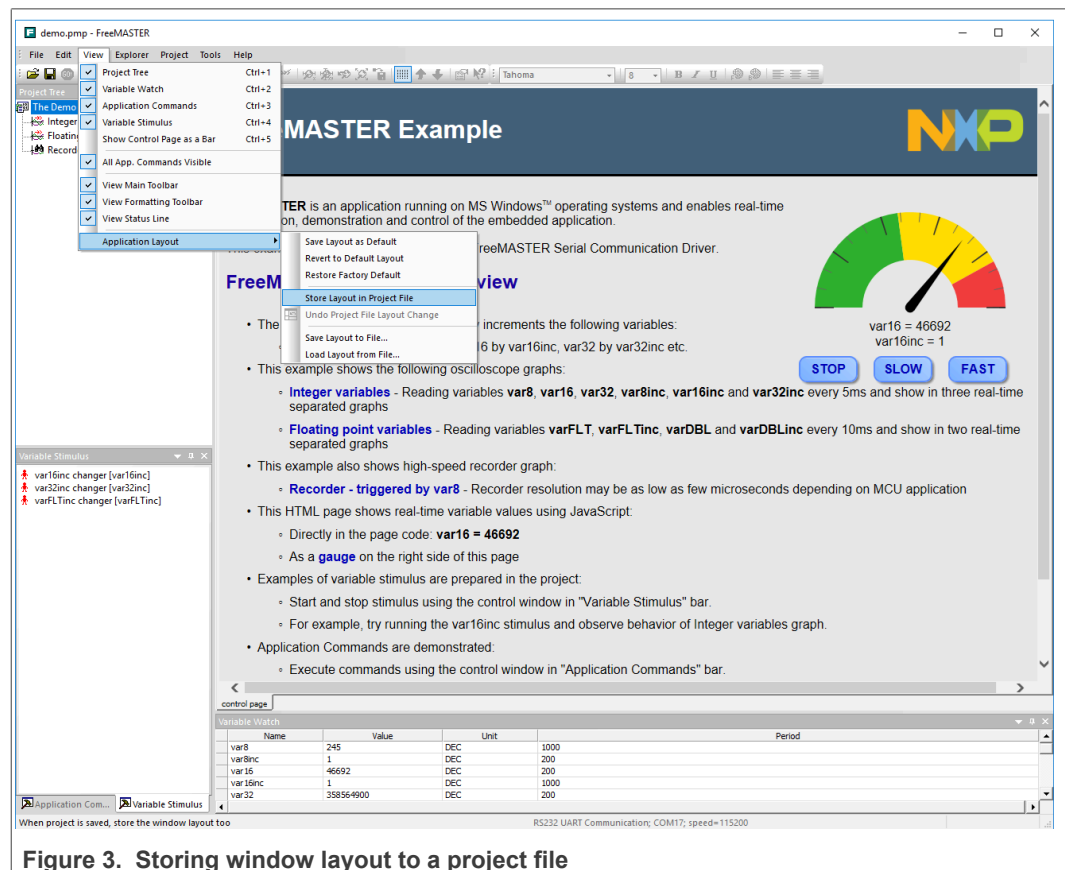 demo.pmp - FreeMASTER
File Edit View Explorer Project Tools Help
Tahoma 8 B I U
Project Tree
The Demo
Integer
Floatin
Record
Project Tree Ctrl+1
Variable Watch Ctrl+2
Application Commands Ctrl+3
Variable Stimulus Ctrl+4
Show Control Page as a Bar Ctrl+5
All App. Commands Visible
View Main Toolbar
View Formatting Toolbar
View Status Line
Application Layout
Save Layout as Default
Revert to Default Layout
Restore Factory Default
Store Layout in Project File
Undo Project File Layout Change
Save Layout to File...
Load Layout from File...
eMASTER Example
NXP
TER is an application running on MS Windows™ operating systems and enables real-time
on, demonstration and control of the embedded application.
reeMASTER Serial Communication Driver.
FreeM view
• The increments the following variables:
6 by var16inc, var32 by var32inc etc.
• This example shows the following oscilloscope graphs:
◦ Integer variables - Reading variables var8, var16, var32, var8inc, var16inc and var32inc every 5ms and show in three real-time
separated graphs
◦ Floating point variables - Reading variables varFLT, varFLTinc, varDBL and varDBLinc every 10ms and show in two real-time
separated graphs
• This example also shows high-speed recorder graph:
◦ Recorder - triggered by var8 - Recorder resolution may be as low as few microseconds depending on MCU application
• This HTML page shows real-time variable values using JavaScript:
◦ Directly in the page code: var16 = 46692
◦ As a gauge on the right side of this page
• Examples of variable stimulus are prepared in the project:
◦ Start and stop stimulus using the control window in "Variable Stimulus" bar.
◦ For example, try running the var16inc stimulus and observe behavior of Integer variables graph.
• Application Commands are demonstrated:
◦ Execute commands using the control window in "Application Commands" bar.
var16 = 46692
var16inc = 1
STOP SLOW FAST
control page
Variable Stimulus
var16inc changer [var16inc]
var32inc changer [var32inc]
varFLTinc changer [varFLTinc]
Application Com... Variable Stimulus
Variable Watch
Name Value Unit Period
var8 245 DEC 1000
var8inc 1 DEC 200
var16 46692 DEC 200
var16inc 1 DEC 1000
var32 358564900 DEC 200
When project is saved, store the window layout too RS232 UART Communication; COM17; speed=115200
Figure 3. Storing window layout to a project file